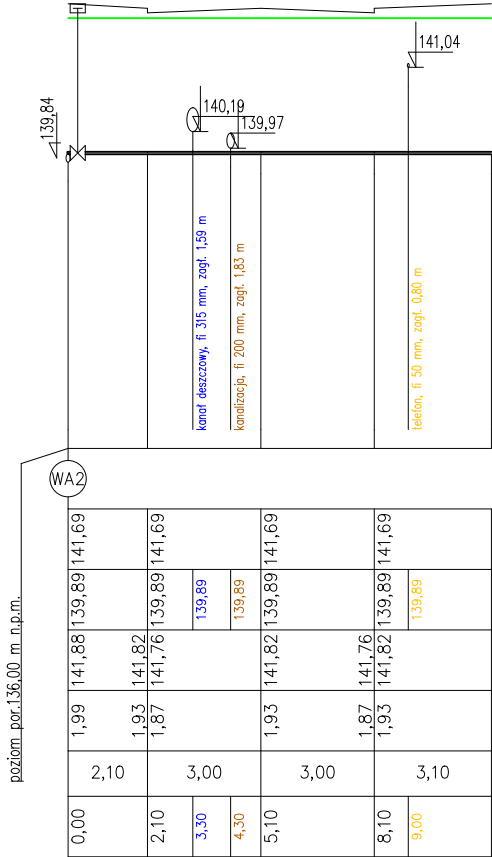 141,04
140,19
139,97
139,84
kanał deszczowy, fi 315 mm, zagł. 1,59 m
kanalizacja, fi 200 mm, zagł. 1,83 m
telefon, fi 50 mm, zagł. 0,80 m
WA2
poziom por.136,00 m n.p.m.
141,69 141,69 141,69 141,69
139,89 139,89 139,89 139,89 139,89 139,89 139,89
141,88 141,82 141,76 141,82 141,76 141,82
1,99 1,93 1,87 1,93 1,87 1,93
2,10 3,00 3,00 3,10
0,00 2,10 3,30 4,30 5,10 8,10 9,00